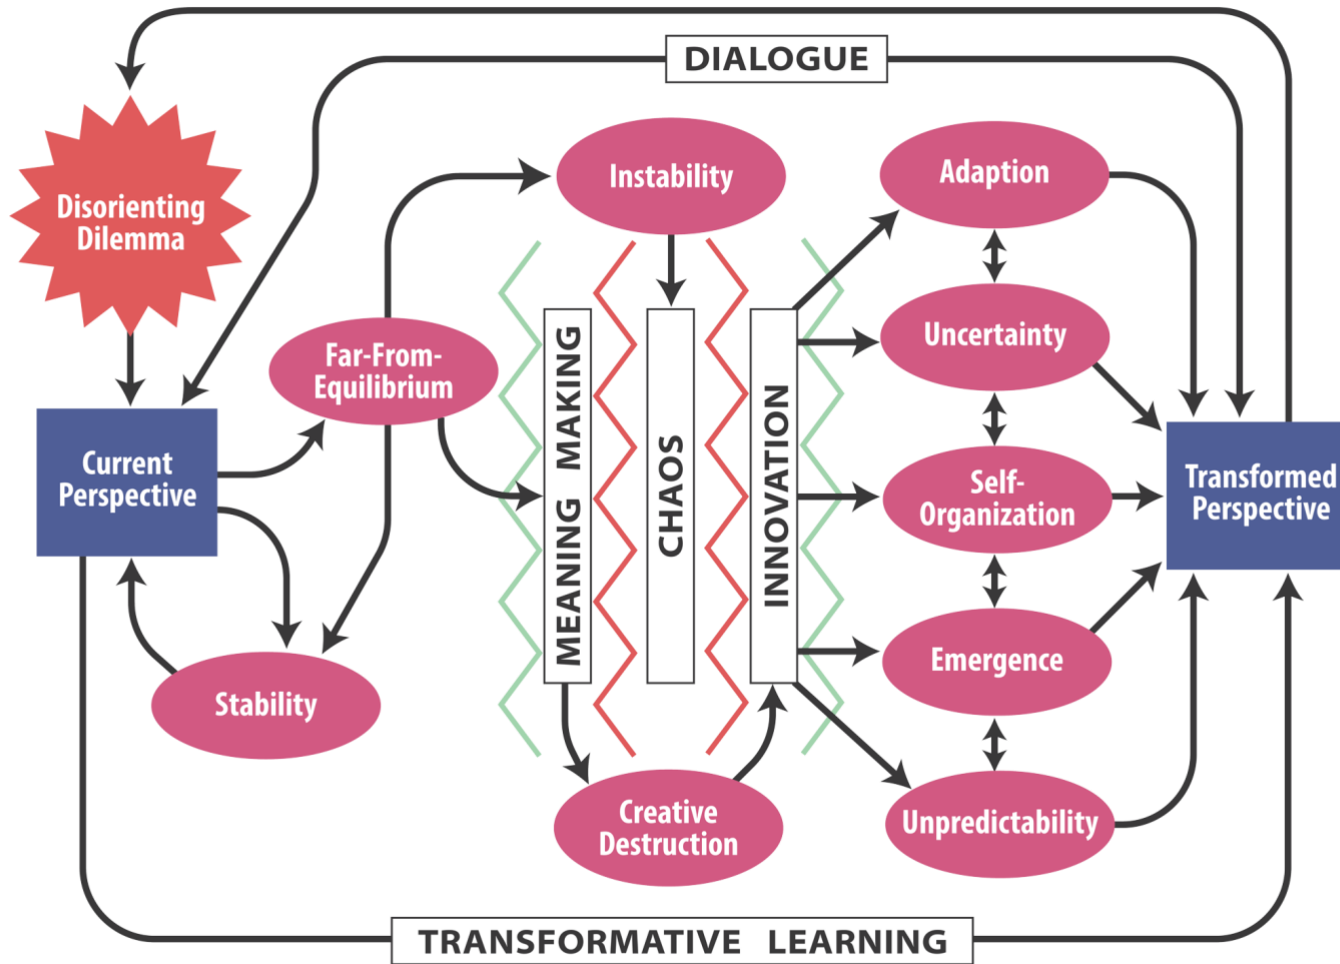 DIALOGUE
Disorienting
Dilemma
Instability
Adaption
Far-From-
Equilibrium
Uncertainty
Current
Perspective
MEANING MAKING
CHAOS
INNOVATION
Self-
Organization
Transformed
Perspective
Stability
Emergence
Creative
Destruction
Unpredictability
TRANSFORMATIVE LEARNING